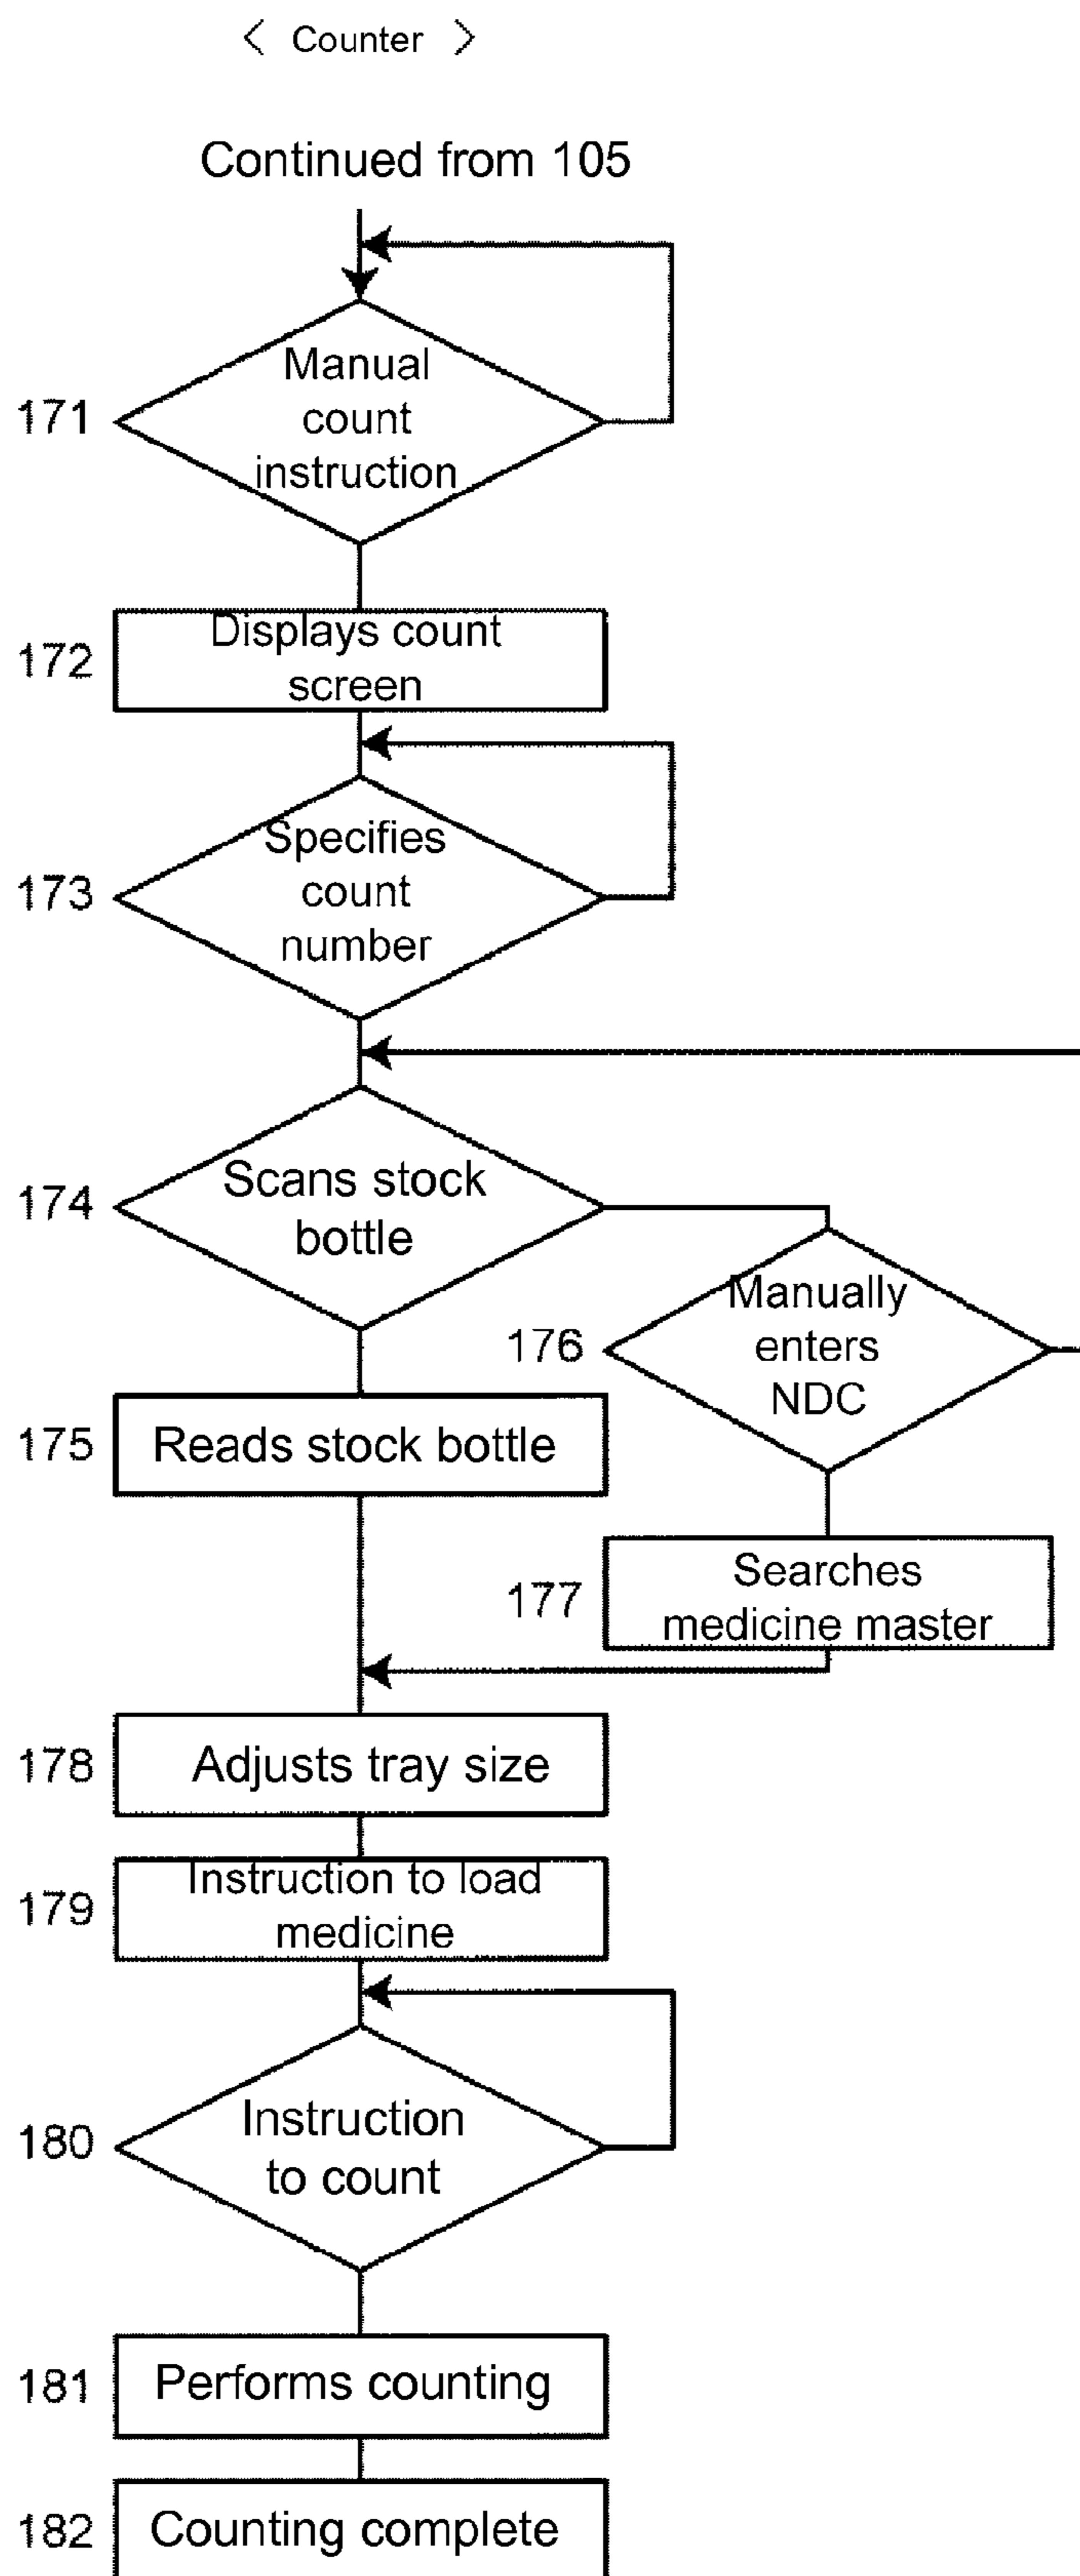 < Counter >
Continued from 105
171
Manual
count
instruction
172
Displays count
screen
173
Specifies
count
number
174
Scans stock
bottle
176
Manually
enters
NDC
175
Reads stock bottle
177
Searches
medicine master
178
Adjusts tray size
179
Instruction to load
medicine
180
Instruction
to count
181
Performs counting
182
Counting complete